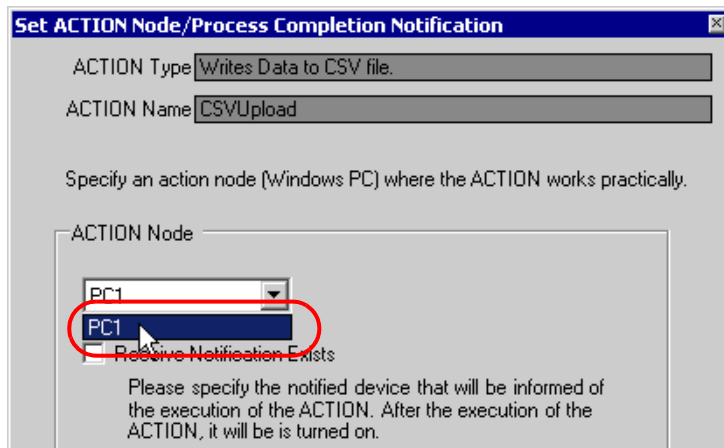 Set ACTION Node/Process Completion Notification
ACTION Type Writes Data to CSV file.
ACTION Name CSVUpload
Specify an action node (Windows PC) where the ACTION works practically.
ACTION Node
PC1
PC1
Receive Notification Exists
Please specify the notified device that will be informed of
the execution of the ACTION. After the execution of the
ACTION, it will be is turned on.